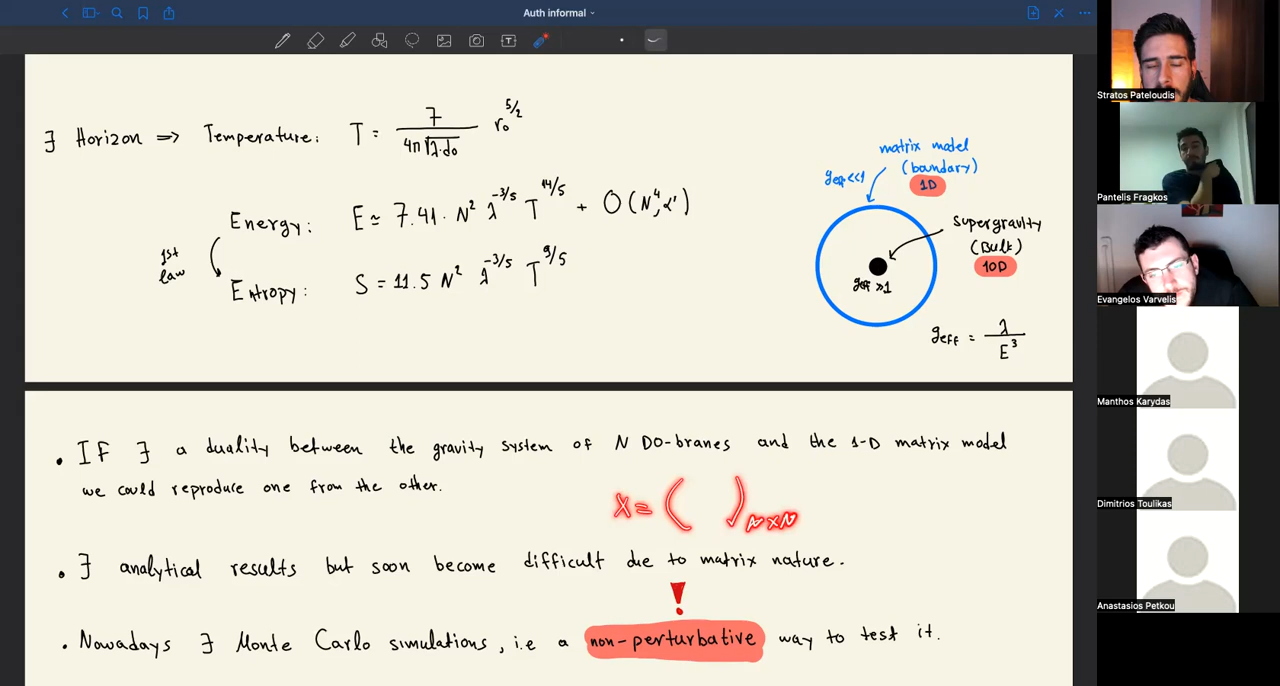 Auth informal
∃ Horizon ⇒ Temperature: T = 7 / 4π√λ·d₀ r₀^5/2
Energy: E ≃ 7.41 · N² λ^-3/5 T^14/5 + O(N⁴, α')
1st law
Entropy: S = 11.5 N² λ^-3/5 T^9/5
matrix model
(boundary)
1D
geff<<1
Supergravity
(Bulk)
10D
geff >>1
geff = λ / E³
• IF ∃ a duality between the gravity system of N D0-branes and the 1-D matrix model
we could reproduce one from the other.
X = ( )N×N
• ∃ analytical results but soon become difficult due to matrix nature.
!
• Nowadays ∃ Monte Carlo simulations, i.e a non-perturbative way to test it.
Stratos Pateloudis
Pantelis Fragkos
Evangelos Varvelis
Manthos Karydas
Dimitrios Toulikas
Anastasios Petkou